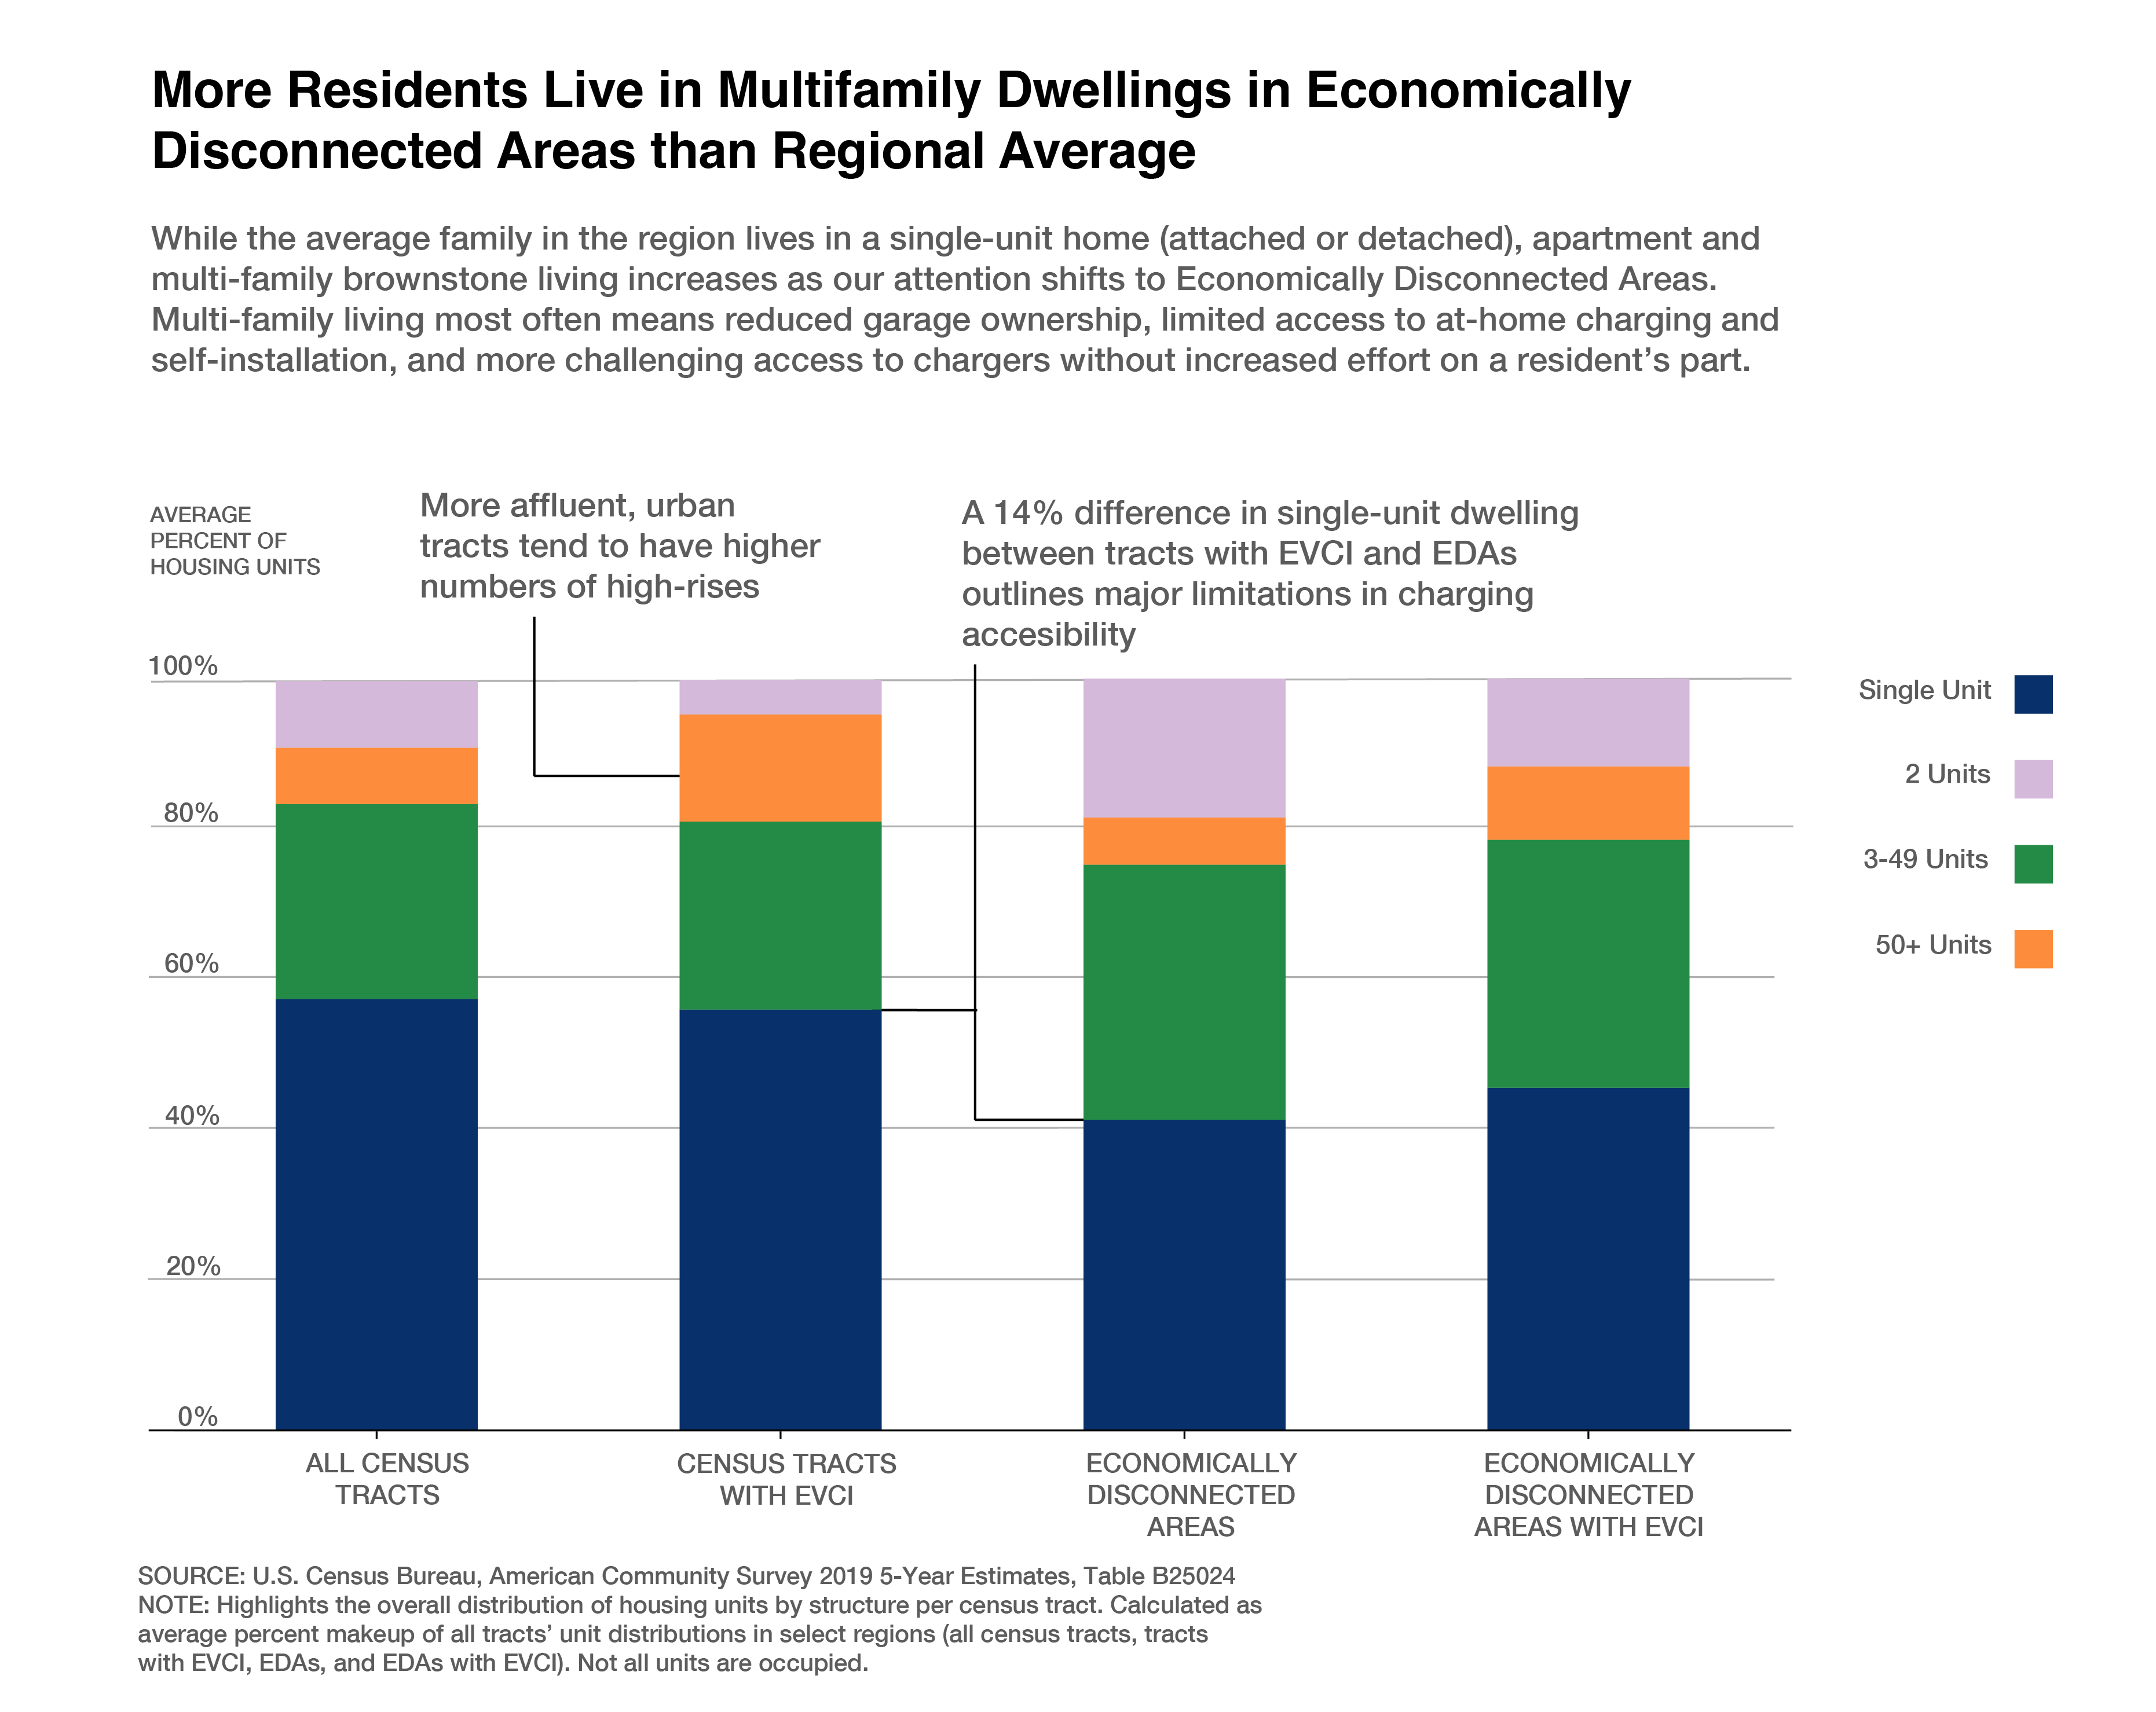 More Residents Live in Multifamily Dwellings in Economically
Disconnected Areas than Regional Average
While the average family in the region lives in a single-unit home (attached or detached), apartment and
multi-family brownstone living increases as our attention shifts to Economically Disconnected Areas.
Multi-family living most often means reduced garage ownership, limited access to at-home charging and
self-installation, and more challenging access to chargers without increased effort on a resident’s part.
AVERAGE
PERCENT OF
HOUSING UNITS
More affluent, urban
tracts tend to have higher
numbers of high-rises
A 14% difference in single-unit dwelling
between tracts with EVCI and EDAs
outlines major limitations in charging
accesibility
100%
80%
60%
40%
20%
0%
Single Unit
2 Units
3-49 Units
50+ Units
ALL CENSUS
TRACTS
CENSUS TRACTS
WITH EVCI
ECONOMICALLY
DISCONNECTED
AREAS
ECONOMICALLY
DISCONNECTED
AREAS WITH EVCI
SOURCE: U.S. Census Bureau, American Community Survey 2019 5-Year Estimates, Table B25024
NOTE: Highlights the overall distribution of housing units by structure per census tract. Calculated as
average percent makeup of all tracts’ unit distributions in select regions (all census tracts, tracts
with EVCI, EDAs, and EDAs with EVCI). Not all units are occupied.